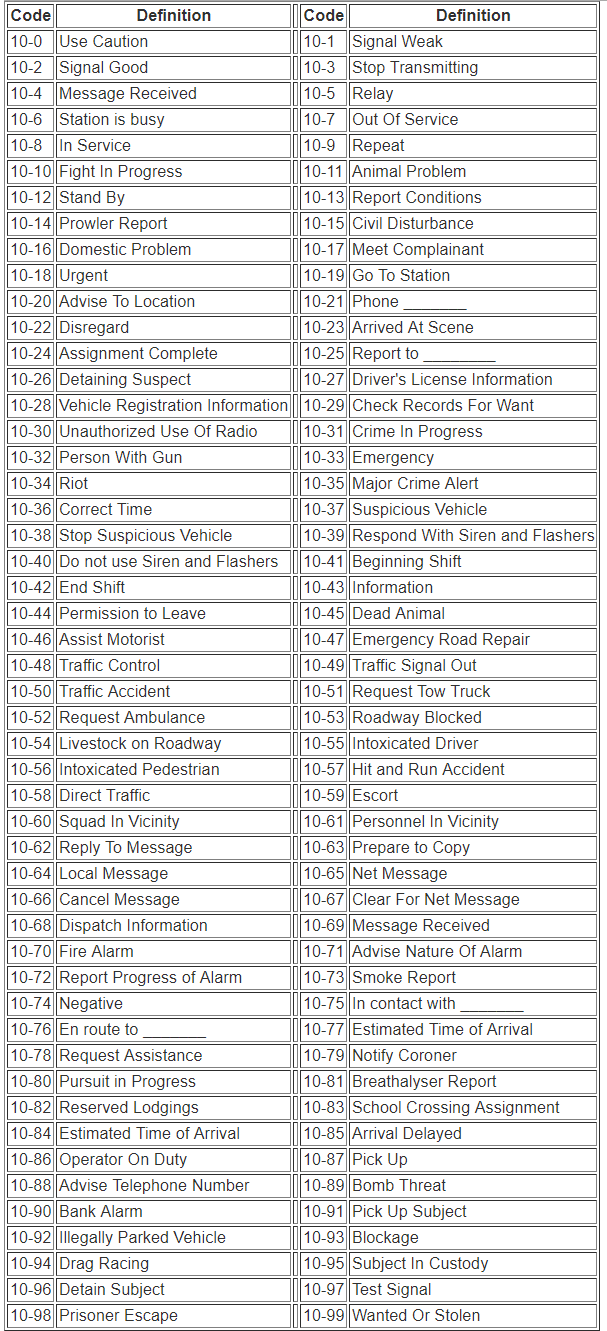 Code Definition Code Definition
10-0 Use Caution 10-1 Signal Weak
10-2 Signal Good 10-3 Stop Transmitting
10-4 Message Received 10-5 Relay
10-6 Station is busy 10-7 Out Of Service
10-8 In Service 10-9 Repeat
10-10 Fight In Progress 10-11 Animal Problem
10-12 Stand By 10-13 Report Conditions
10-14 Prowler Report 10-15 Civil Disturbance
10-16 Domestic Problem 10-17 Meet Complainant
10-18 Urgent 10-19 Go To Station
10-20 Advise To Location 10-21 Phone _______
10-22 Disregard 10-23 Arrived At Scene
10-24 Assignment Complete 10-25 Report to ________
10-26 Detaining Suspect 10-27 Driver's License Information
10-28 Vehicle Registration Information 10-29 Check Records For Want
10-30 Unauthorized Use Of Radio 10-31 Crime In Progress
10-32 Person With Gun 10-33 Emergency
10-34 Riot 10-35 Major Crime Alert
10-36 Correct Time 10-37 Suspicious Vehicle
10-38 Stop Suspicious Vehicle 10-39 Respond With Siren and Flashers
10-40 Do not use Siren and Flashers 10-41 Beginning Shift
10-42 End Shift 10-43 Information
10-44 Permission to Leave 10-45 Dead Animal
10-46 Assist Motorist 10-47 Emergency Road Repair
10-48 Traffic Control 10-49 Traffic Signal Out
10-50 Traffic Accident 10-51 Request Tow Truck
10-52 Request Ambulance 10-53 Roadway Blocked
10-54 Livestock on Roadway 10-55 Intoxicated Driver
10-56 Intoxicated Pedestrian 10-57 Hit and Run Accident
10-58 Direct Traffic 10-59 Escort
10-60 Squad In Vicinity 10-61 Personnel In Vicinity
10-62 Reply To Message 10-63 Prepare to Copy
10-64 Local Message 10-65 Net Message
10-66 Cancel Message 10-67 Clear For Net Message
10-68 Dispatch Information 10-69 Message Received
10-70 Fire Alarm 10-71 Advise Nature Of Alarm
10-72 Report Progress of Alarm 10-73 Smoke Report
10-74 Negative 10-75 In contact with _______
10-76 En route to _______ 10-77 Estimated Time of Arrival
10-78 Request Assistance 10-79 Notify Coroner
10-80 Pursuit in Progress 10-81 Breathalyser Report
10-82 Reserved Lodgings 10-83 School Crossing Assignment
10-84 Estimated Time of Arrival 10-85 Arrival Delayed
10-86 Operator On Duty 10-87 Pick Up
10-88 Advise Telephone Number 10-89 Bomb Threat
10-90 Bank Alarm 10-91 Pick Up Subject
10-92 Illegally Parked Vehicle 10-93 Blockage
10-94 Drag Racing 10-95 Subject In Custody
10-96 Detain Subject 10-97 Test Signal
10-98 Prisoner Escape 10-99 Wanted Or Stolen